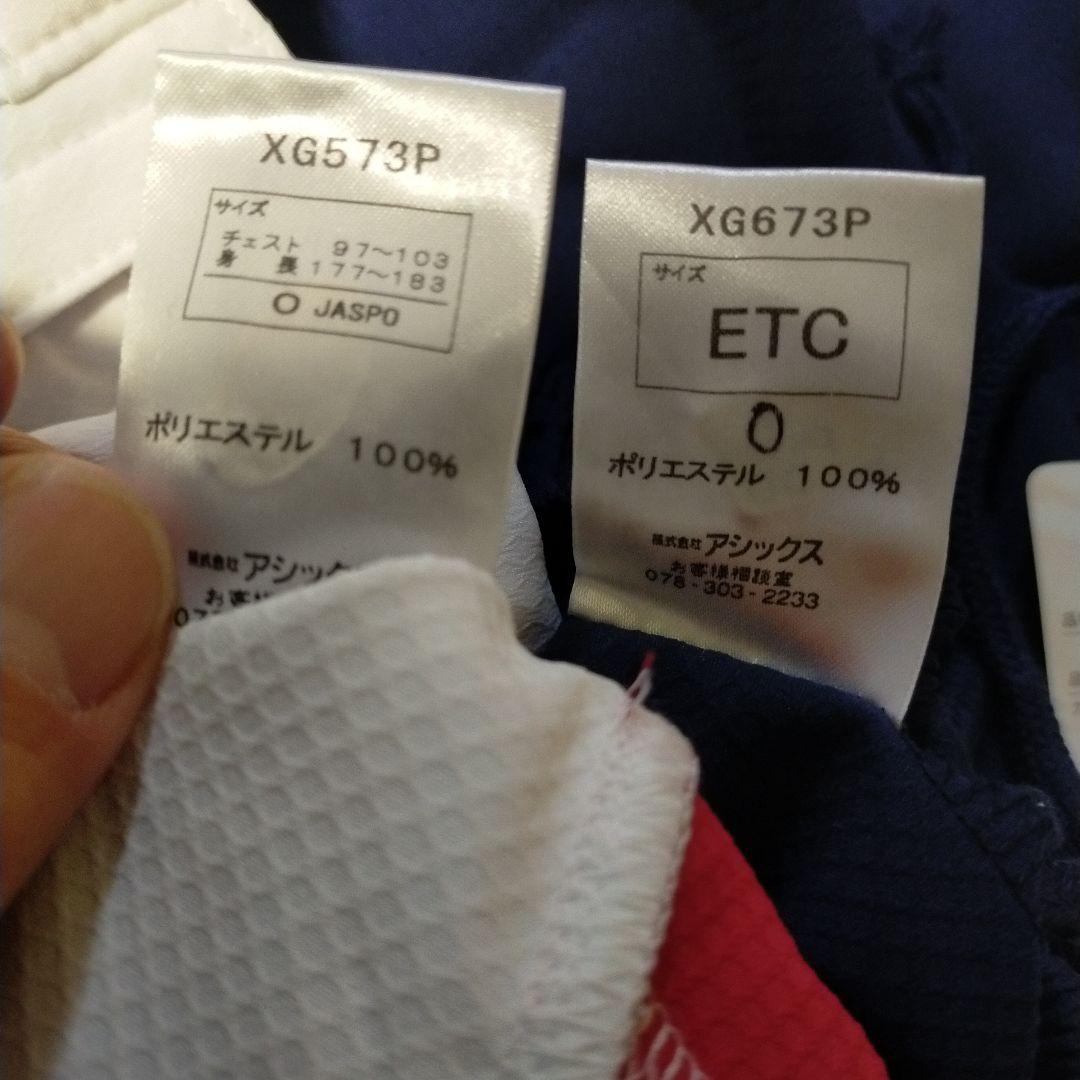 XG573P
サイズ
チェスト 97～103
身 長 177～183
O JASPO
ポリエステル 100%
株式会社 アシック
お客
XG673P
サイズ
ETC
0
ポリエステル 100%
株式会社 アシックス
お客様相談室
078-303-2233